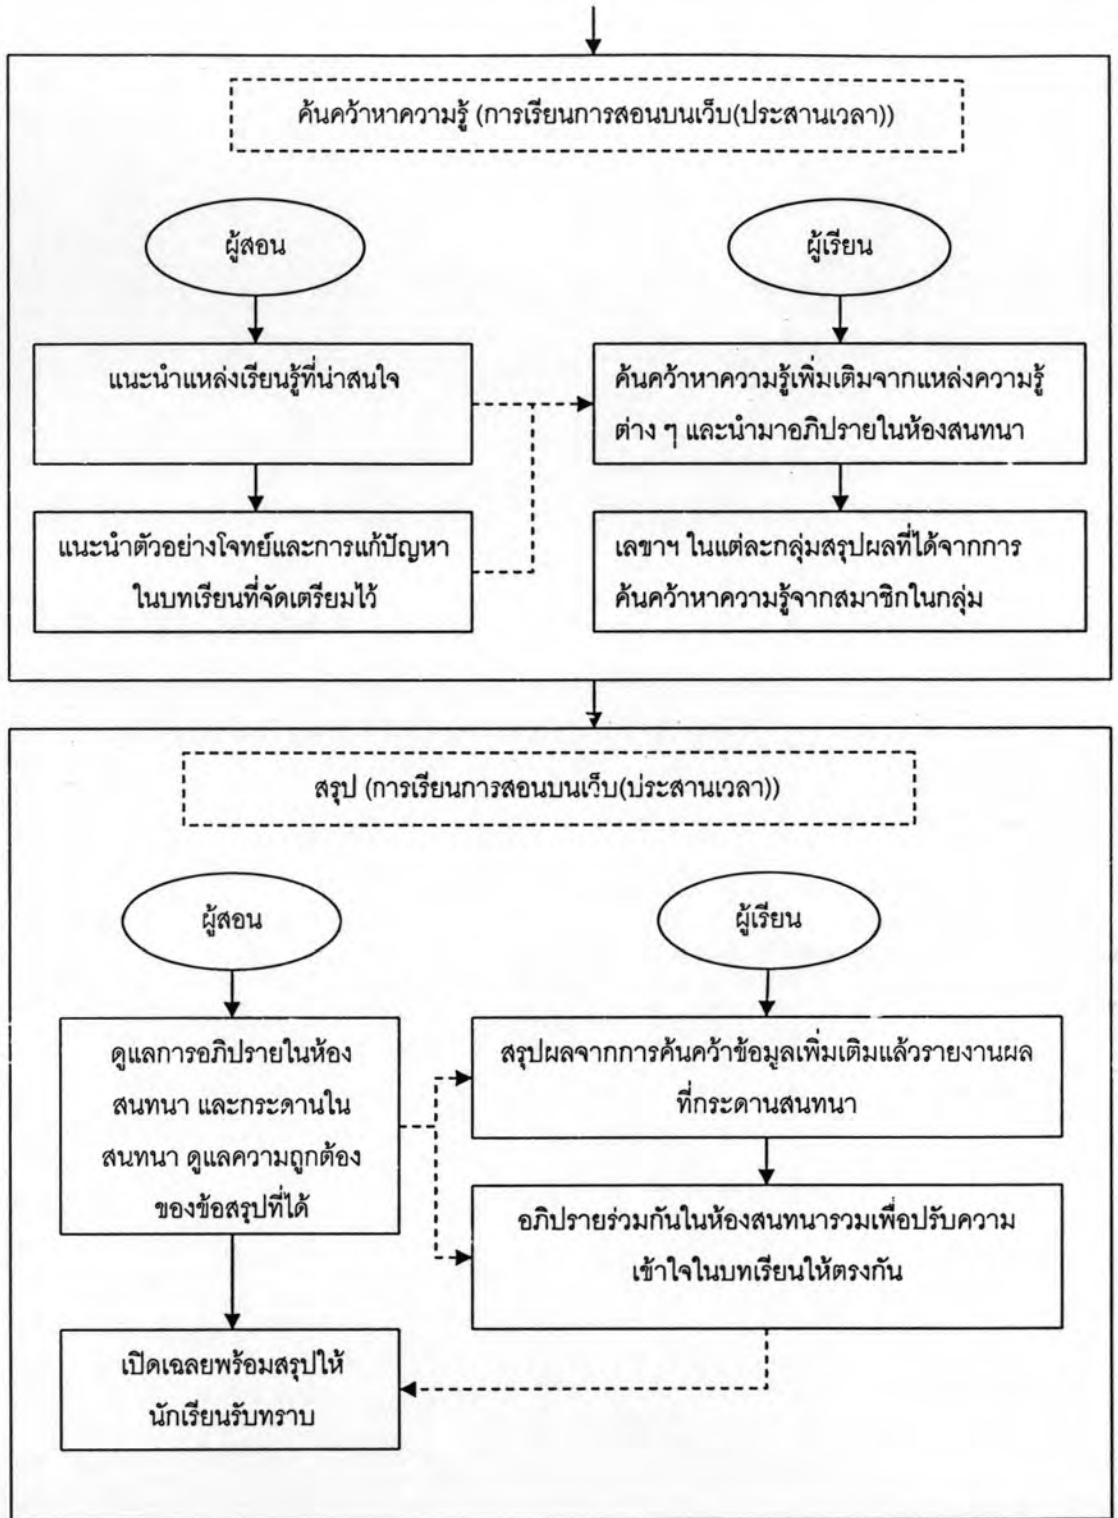 ค้นคว้าหาความรู้ (การเรียนการสอนบนเว็บ(ประสานเวลา))
ผู้สอน
ผู้เรียน
แนะนำแหล่งเรียนรู้ที่น่าสนใจ
ค้นคว้าหาความรู้เพิ่มเติมจากแหล่งความรู้
ต่าง ๆ และนำมาอภิปรายในห้องสนทนา
แนะนำตัวอย่างโจทย์และการแก้ปัญหา
ในบทเรียนที่จัดเตรียมไว้
เลขาฯ ในแต่ละกลุ่มสรุปผลที่ได้จากการ
ค้นคว้าหาความรู้จากสมาชิกในกลุ่ม
สรุป (การเรียนการสอนบนเว็บ(ประสานเวลา))
ผู้สอน
ผู้เรียน
ดูแลการอภิปรายในห้อง
สนทนา และกระดานใน
สนทนา ดูแลความถูกต้อง
ของข้อสรุปที่ได้
สรุปผลจากการค้นคว้าข้อมูลเพิ่มเติมแล้วรายงานผล
ที่กระดานสนทนา
อภิปรายร่วมกันในห้องสนทนารวมเพื่อปรับความ
เข้าใจในบทเรียนให้ตรงกัน
เปิดเฉลยพร้อมสรุปให้
นักเรียนรับทราบ